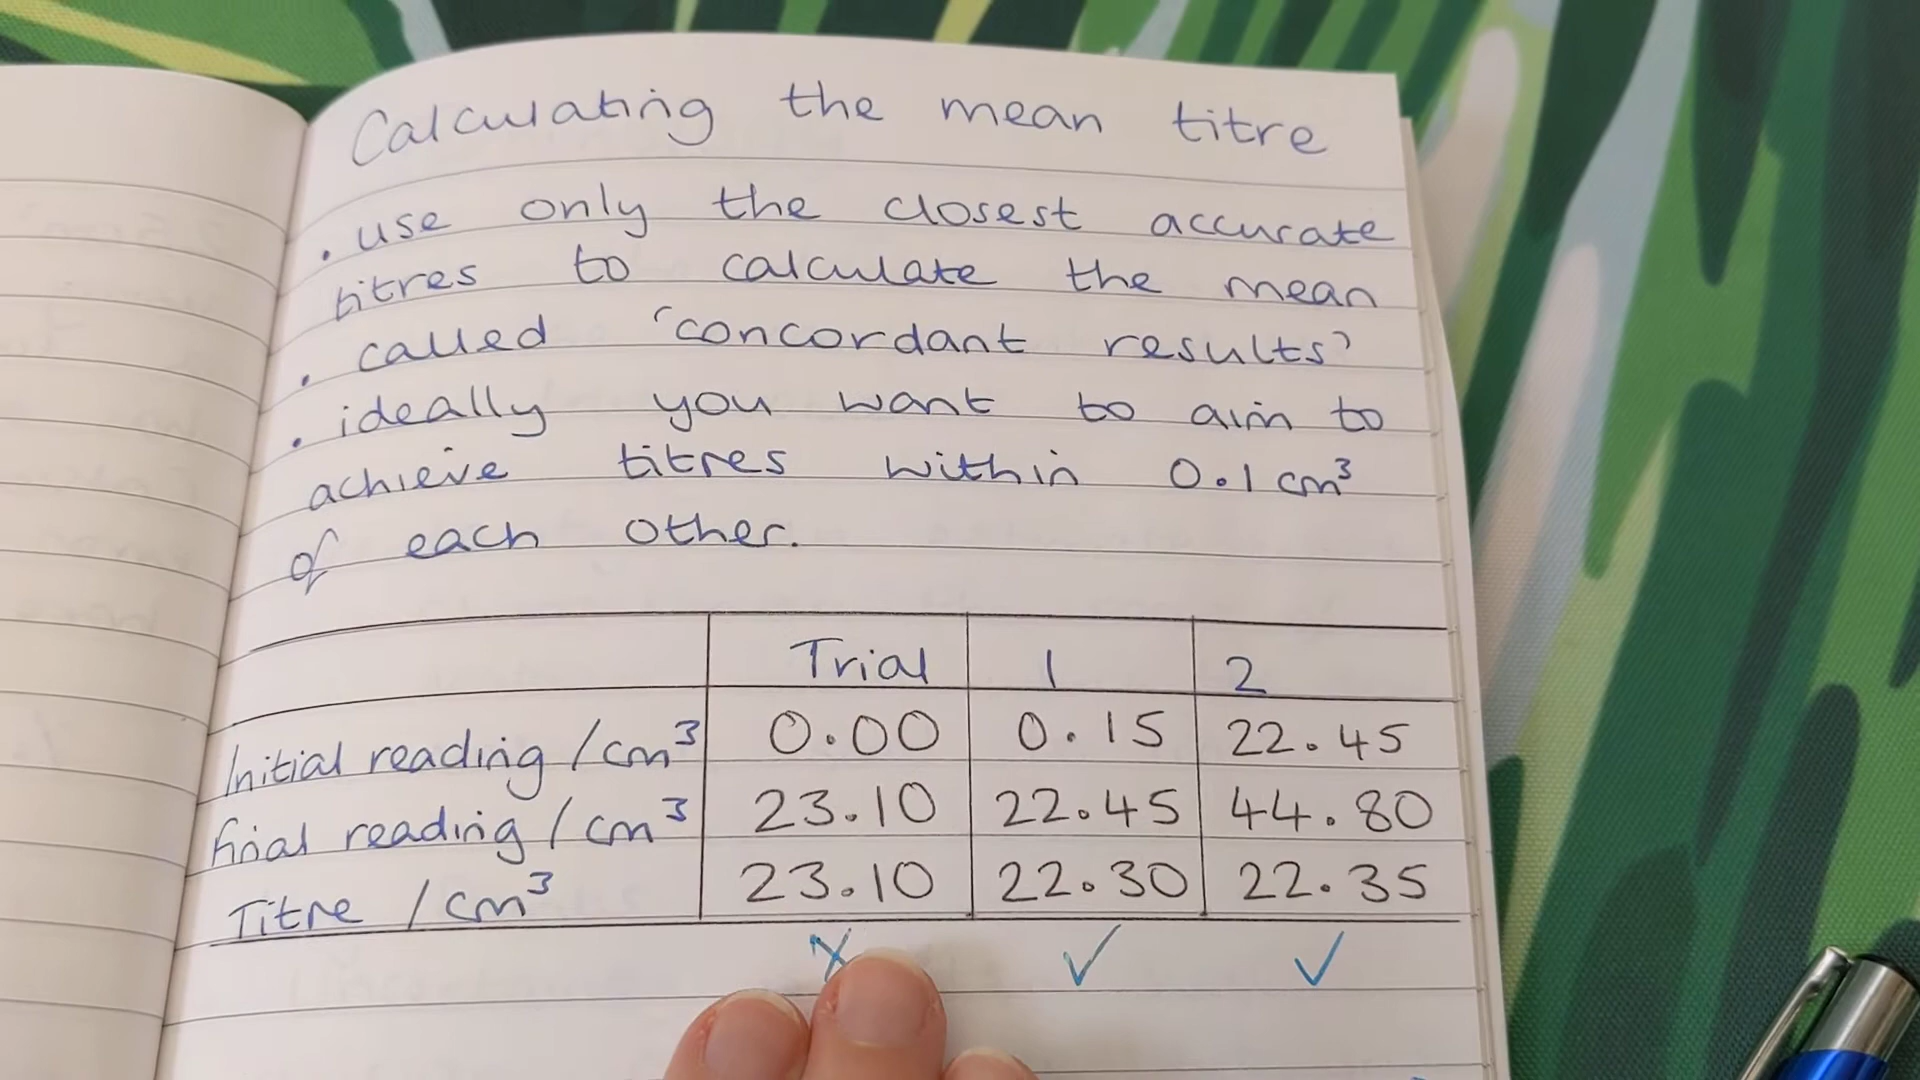 Calculating the mean titre
• use only the closest accurate
titres to calculate the mean
• called 'concordant results'
• ideally you want to aim to
achieve titres within 0.1 cm³
of each other.
Trial 1 2
Initial reading / cm³ 0.00 0.15 22.45
final reading / cm³ 23.10 22.45 44.80
Titre / cm³ 23.10 22.30 22.35
x ✓ ✓